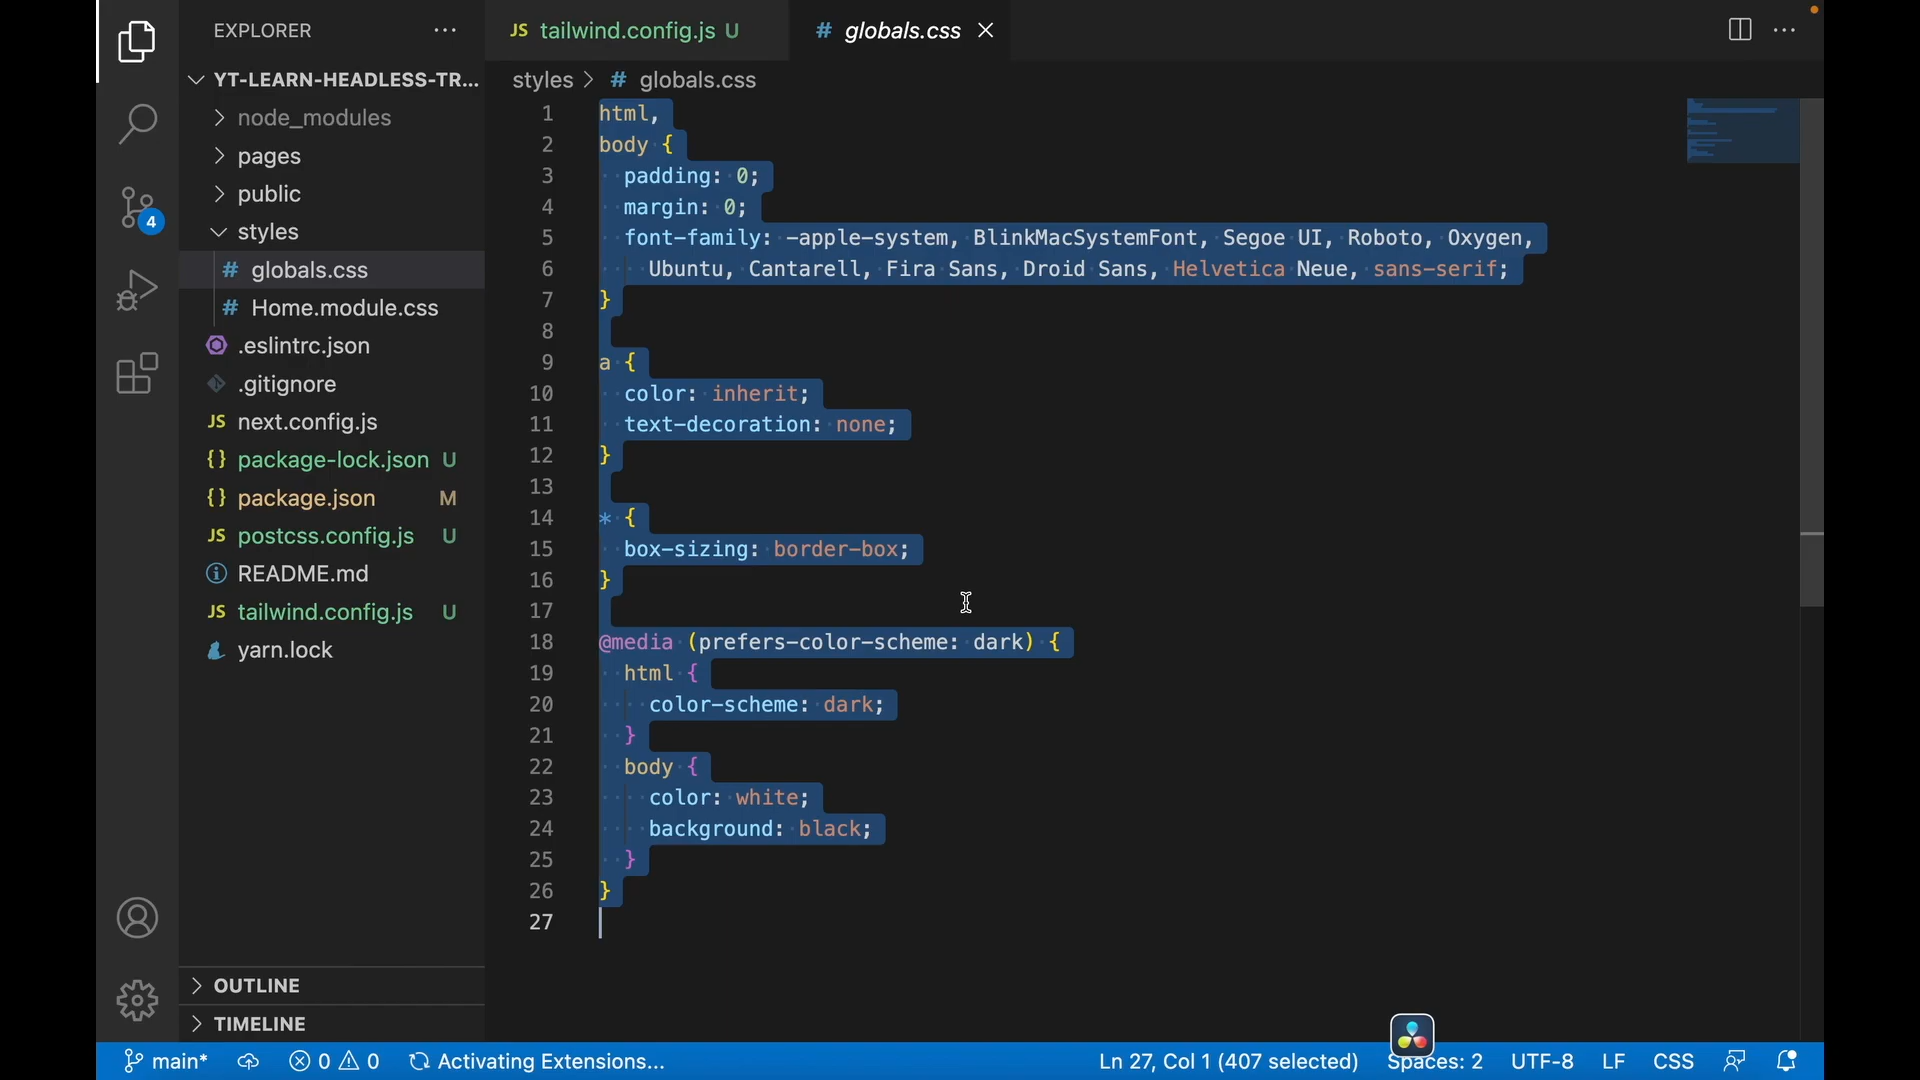 EXPLORER
YT-LEARN-HEADLESS-TR...
node_modules
pages
public
styles
# globals.css
# Home.module.css
.eslintrc.json
.gitignore
JS next.config.js
{} package-lock.json U
{} package.json M
JS postcss.config.js U
README.md
JS tailwind.config.js U
yarn.lock
OUTLINE
TIMELINE
4
JS tailwind.config.js U
# globals.css
styles > # globals.css
1 html,
2 body {
3 padding: 0;
4 margin: 0;
5 font-family: -apple-system, BlinkMacSystemFont, Segoe UI, Roboto, Oxygen,
6 Ubuntu, Cantarell, Fira Sans, Droid Sans, Helvetica Neue, sans-serif;
7 }
8
9 a {
10 color: inherit;
11 text-decoration: none;
12 }
13
14 * {
15 box-sizing: border-box;
16 }
17
18 @media (prefers-color-scheme: dark) {
19 html {
20 color-scheme: dark;
21 }
22 body {
23 color: white;
24 background: black;
25 }
26 }
27
main* 0 0 Activating Extensions... Ln 27, Col 1 (407 selected) Spaces: 2 UTF-8 LF CSS